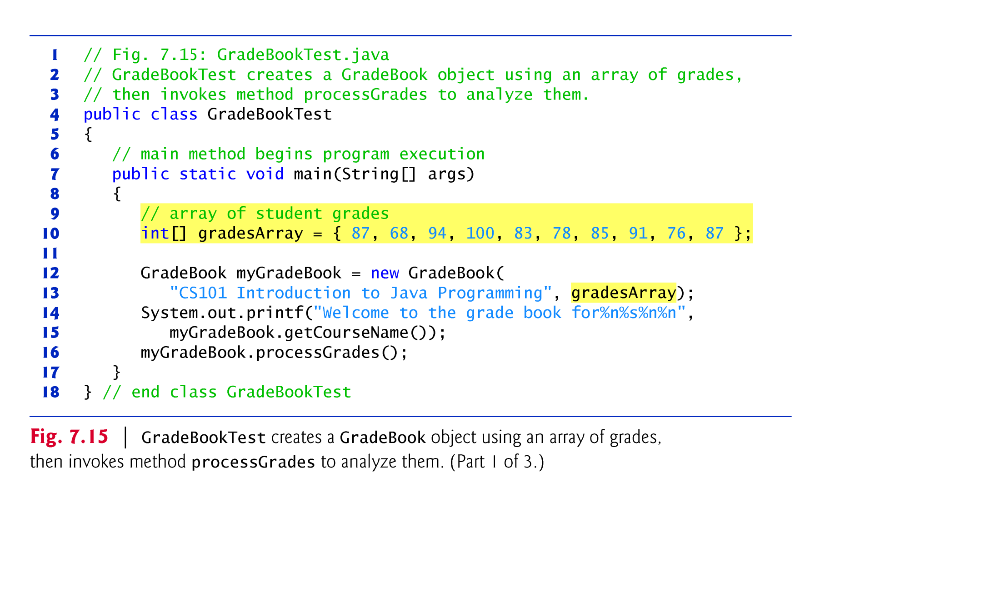 1 // Fig. 7.15: GradeBookTest.java
2 // GradeBookTest creates a GradeBook object using an array of grades,
3 // then invokes method processGrades to analyze them.
4 public class GradeBookTest
5 {
6    // main method begins program execution
7    public static void main(String[] args)
8    {
9       // array of student grades
10       int[] gradesArray = { 87, 68, 94, 100, 83, 78, 85, 91, 76, 87 };
11
12       GradeBook myGradeBook = new GradeBook(
13          "CS101 Introduction to Java Programming", gradesArray);
14       System.out.printf("Welcome to the grade book for%n%s%n%n",
15          myGradeBook.getCourseName());
16       myGradeBook.processGrades();
17    }
18 } // end class GradeBookTest
Fig. 7.15 | GradeBookTest creates a GradeBook object using an array of grades,
then invokes method processGrades to analyze them. (Part 1 of 3.)